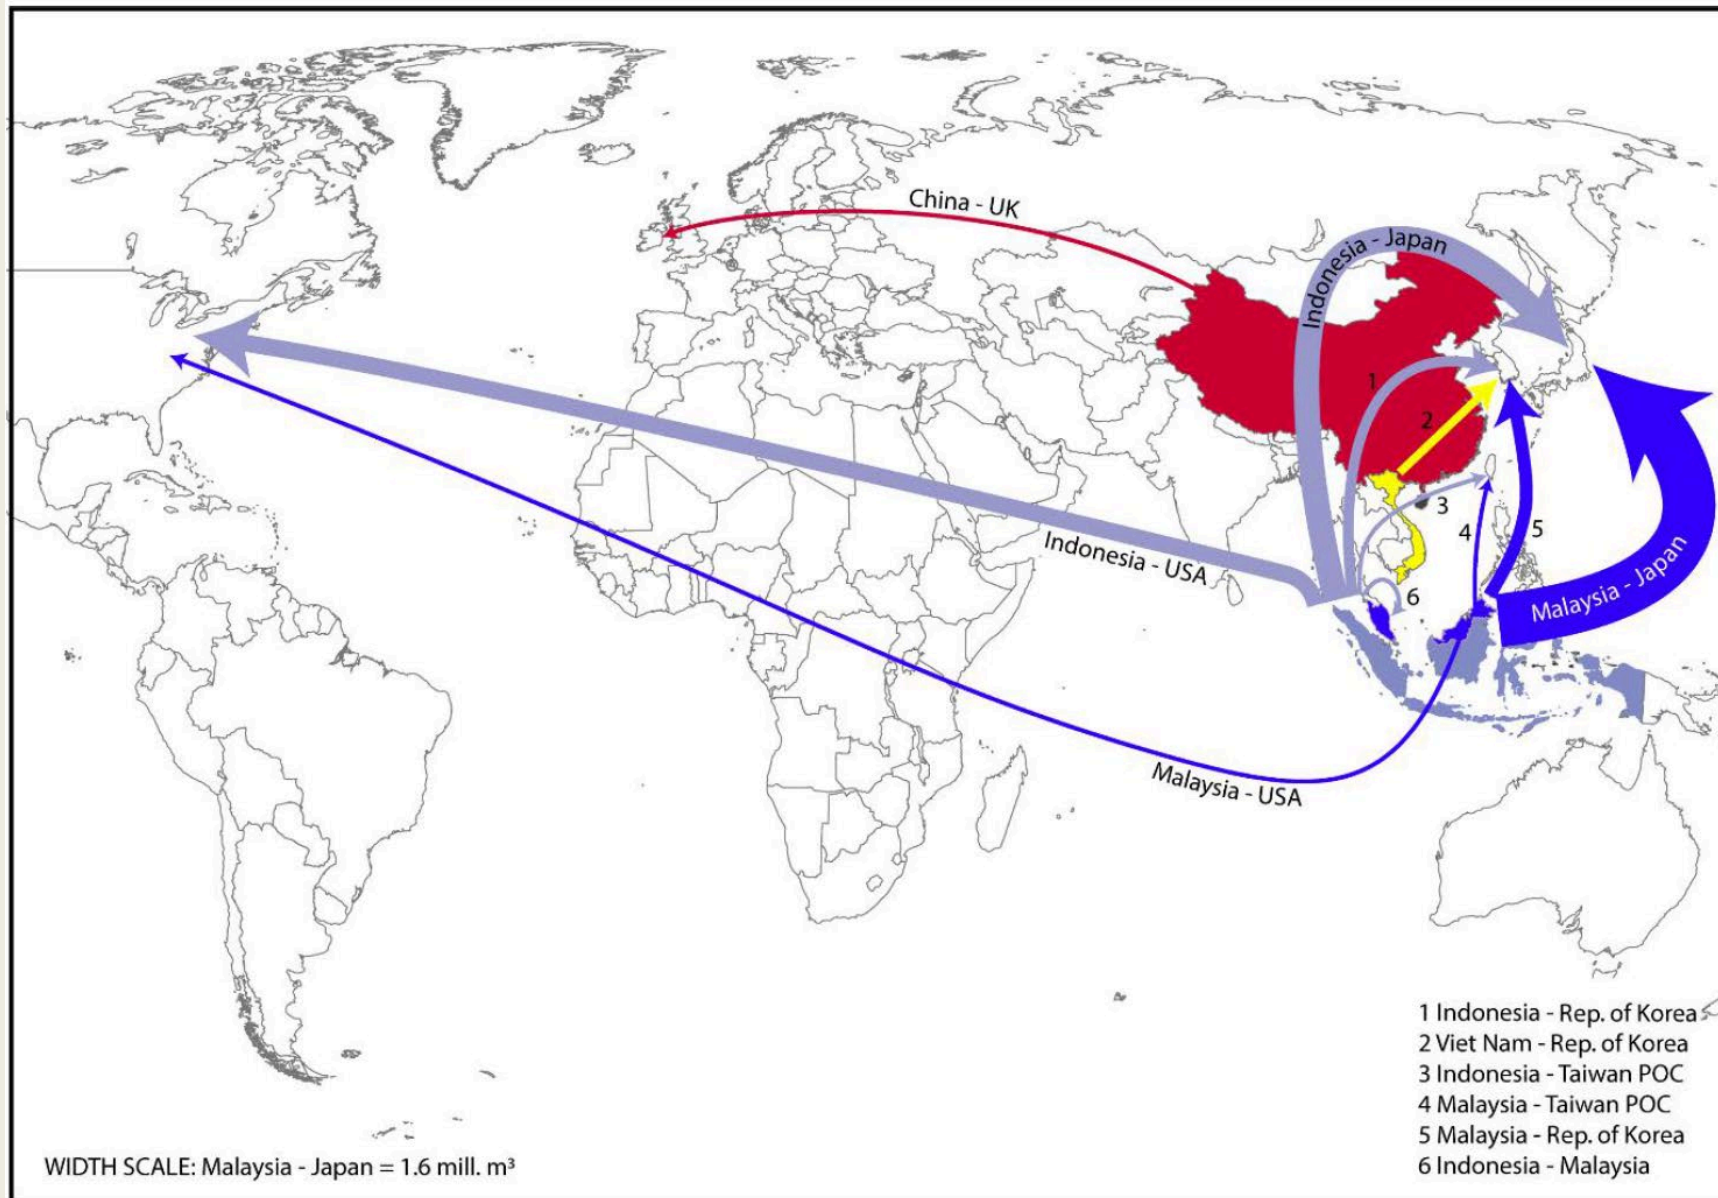 China - UK
Indonesia - Japan
1
2
3
4
5
Indonesia - USA
6
Malaysia - Japan
Malaysia - USA
1 Indonesia - Rep. of Korea
2 Viet Nam - Rep. of Korea
3 Indonesia - Taiwan POC
4 Malaysia - Taiwan POC
5 Malaysia - Rep. of Korea
6 Indonesia - Malaysia
WIDTH SCALE: Malaysia - Japan = 1.6 mill. m³